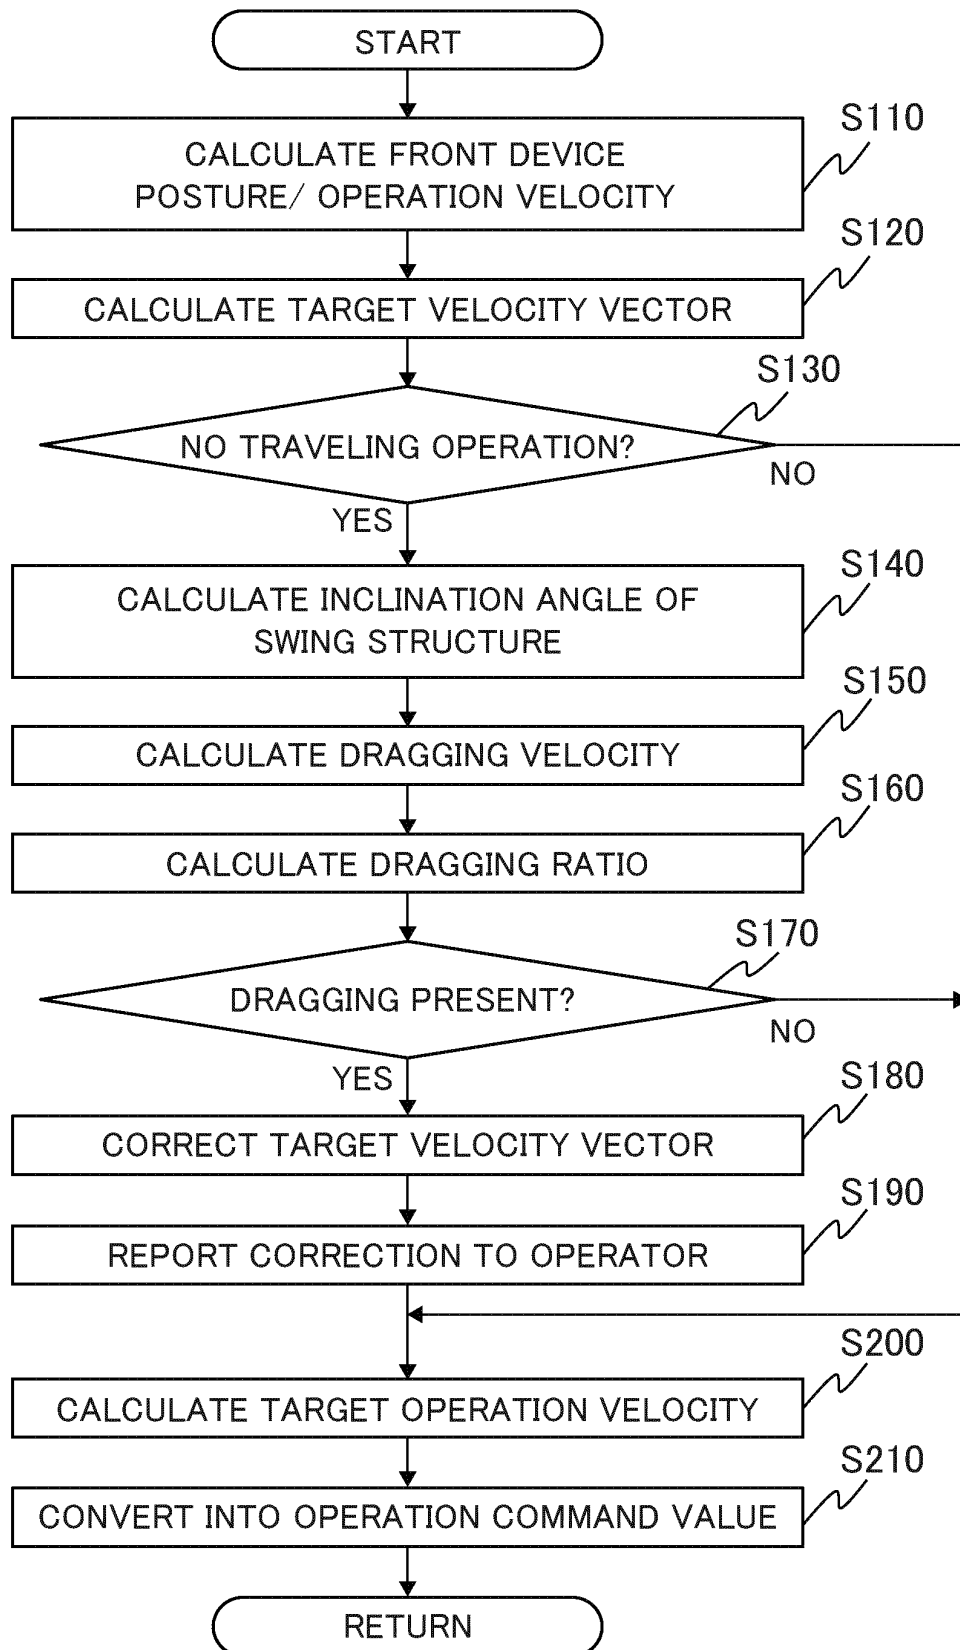 START
S110
CALCULATE FRONT DEVICE
POSTURE/ OPERATION VELOCITY
S120
CALCULATE TARGET VELOCITY VECTOR
S130
NO TRAVELING OPERATION?
NO
YES
S140
CALCULATE INCLINATION ANGLE OF
SWING STRUCTURE
S150
CALCULATE DRAGGING VELOCITY
S160
CALCULATE DRAGGING RATIO
S170
DRAGGING PRESENT?
NO
YES
S180
CORRECT TARGET VELOCITY VECTOR
S190
REPORT CORRECTION TO OPERATOR
S200
CALCULATE TARGET OPERATION VELOCITY
S210
CONVERT INTO OPERATION COMMAND VALUE
RETURN